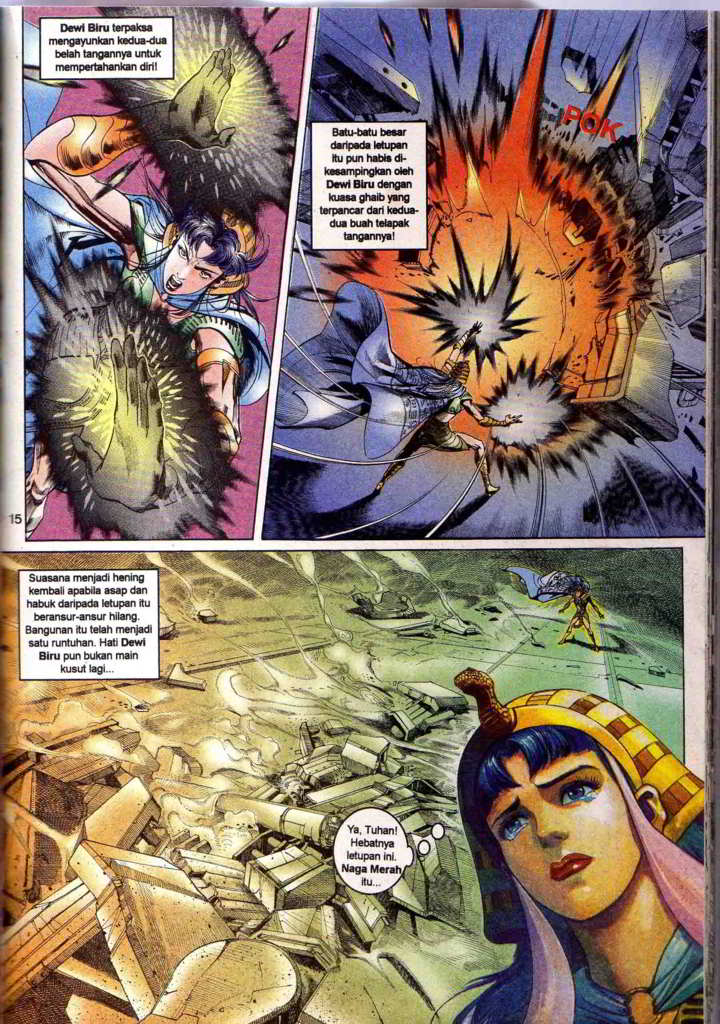 Dewi Biru terpaksa
mengayunkan kedua-dua
belah tangannya untuk
mempertahankan diri!
POK
Batu-batu besar
daripada letupan
itu pun habis di-
kesampingkan oleh
Dewi Biru dengan
kuasa ghaib yang
terpancar dari kedua-
dua buah telapak
tangannya!
15
Suasana menjadi hening
kembali apabila asap dan
habuk daripada letupan itu
beransur-ansur hilang.
Bangunan itu telah menjadi
satu runtuhan. Hati Dewi
Biru pun bukan main
kusut lagi...
Ya, Tuhan!
Hebatnya
letupan ini.
Naga Merah
itu...